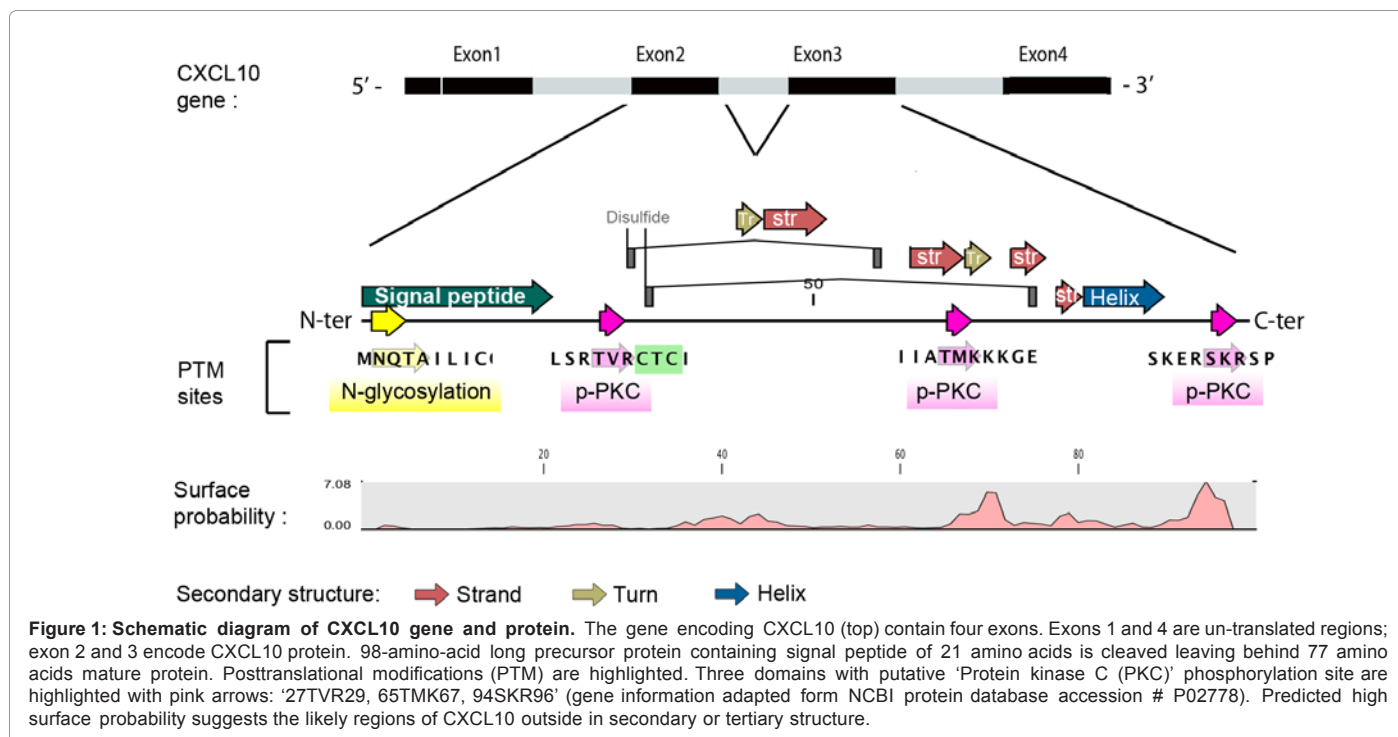 Exon1 Exon2 Exon3 Exon4
CXCL10
gene :
5' - - 3'
Disulfide
Tr str
str Tr str
50
Signal peptide
Helix
N-ter C-ter
PTM
sites
MNQTAILIC LSRTVRCTCI IIATMKKKGE SKERSKRSP
N-glycosylation p-PKC p-PKC p-PKC
20 40 60 80
Surface
probability :
7.08
0.00
Secondary structure: Strand Turn Helix
Figure 1: Schematic diagram of CXCL10 gene and protein. The gene encoding CXCL10 (top) contain four exons. Exons 1 and 4 are un-translated regions;
exon 2 and 3 encode CXCL10 protein. 98-amino-acid long precursor protein containing signal peptide of 21 amino acids is cleaved leaving behind 77 amino
acids mature protein. Posttranslational modifications (PTM) are highlighted. Three domains with putative 'Protein kinase C (PKC)' phosphorylation site are
highlighted with pink arrows: '27TVR29, 65TMK67, 94SKR96' (gene information adapted form NCBI protein database accession # P02778). Predicted high
surface probability suggests the likely regions of CXCL10 outside in secondary or tertiary structure.